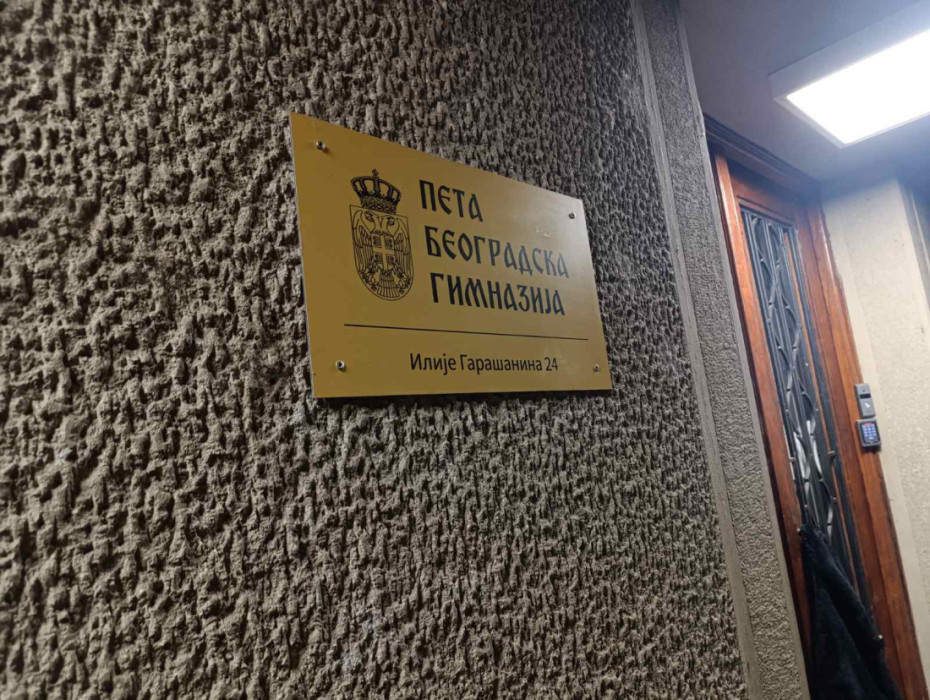 ПЕТА
БЕОГРАДСКА
ГИМНАЗИЈА
Илије Гарашанина 24